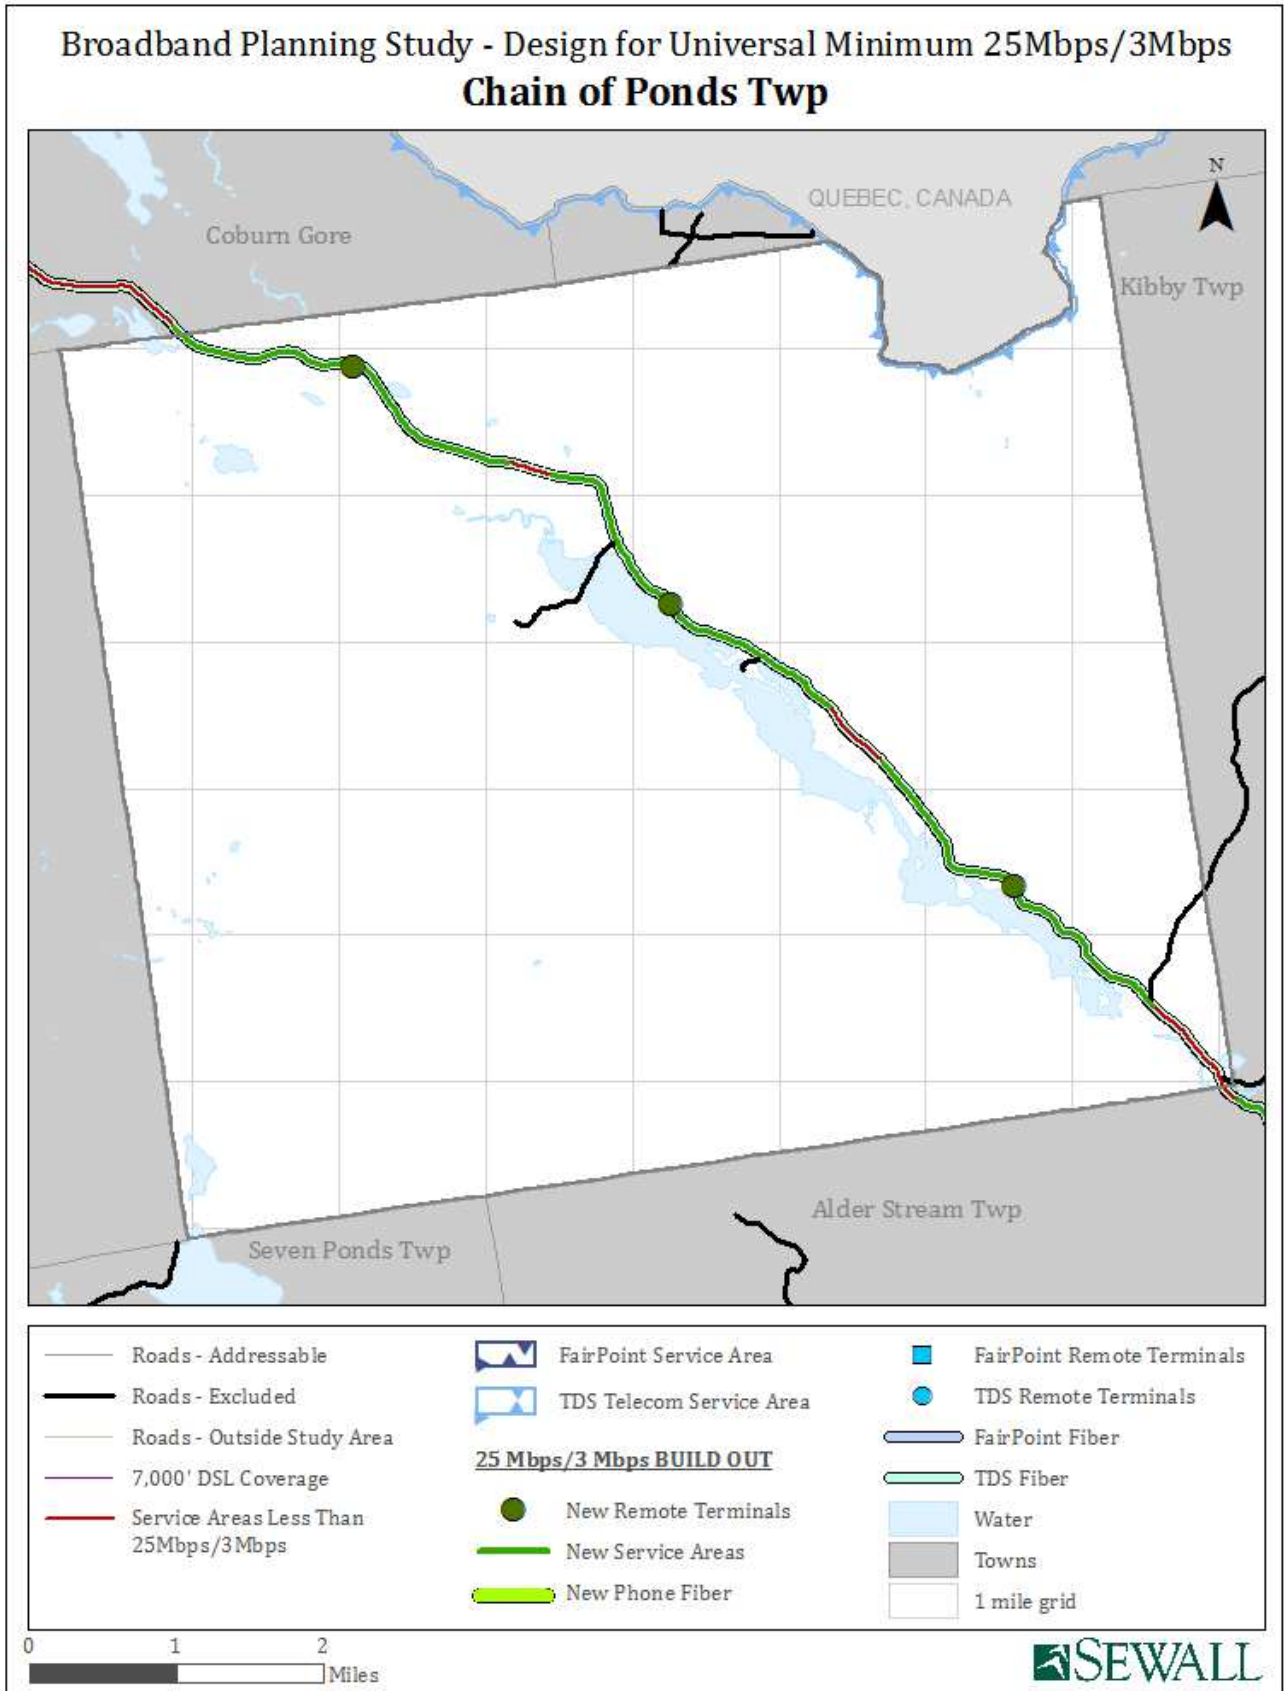 Broadband Planning Study - Design for Universal Minimum 25Mbps/3Mbps
Chain of Ponds Twp
N
QUEBEC, CANADA
Coburn Gore
Kibby Twp
Alder Stream Twp
Seven Ponds Twp
Roads - Addressable
Roads - Excluded
Roads - Outside Study Area
7,000' DSL Coverage
Service Areas Less Than
25Mbps/3Mbps
FairPoint Service Area
TDS Telecom Service Area
25 Mbps/3 Mbps BUILD OUT
New Remote Terminals
New Service Areas
New Phone Fiber
FairPoint Remote Terminals
TDS Remote Terminals
FairPoint Fiber
TDS Fiber
Water
Towns
1 mile grid
0 1 2
Miles
SEWALL